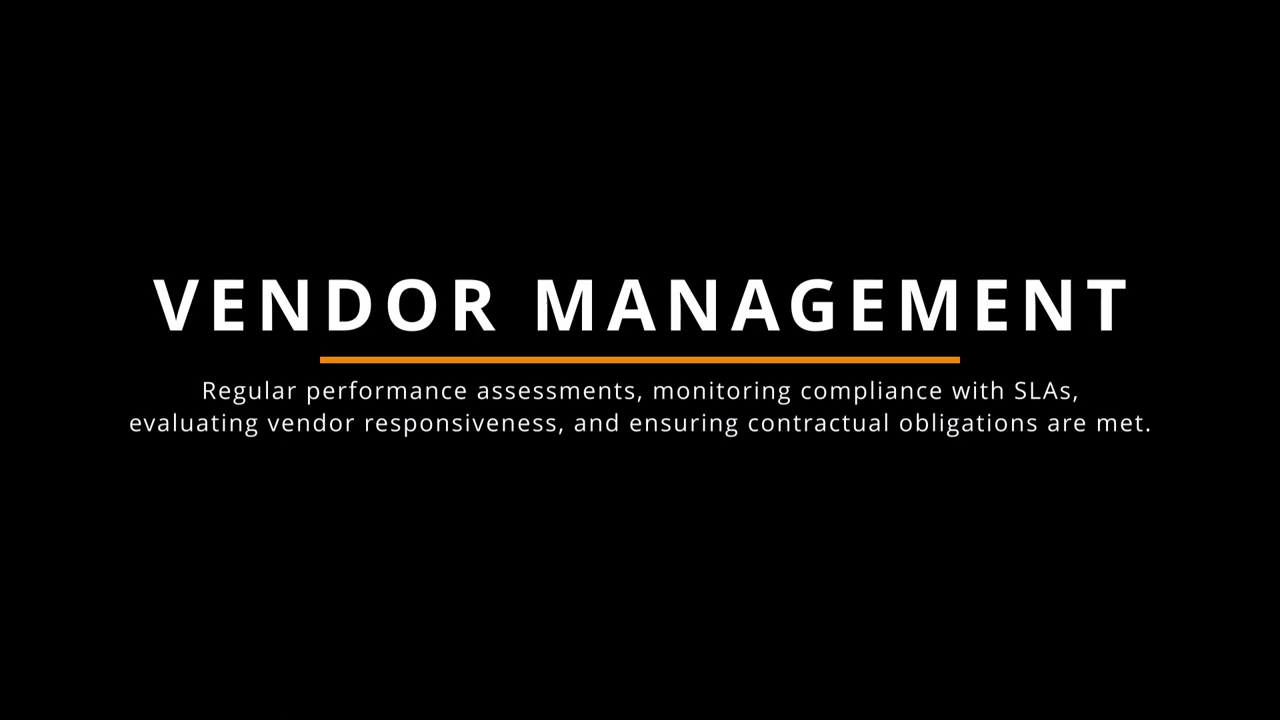 VENDOR MANAGEMENT
Regular performance assessments, monitoring compliance with SLAs,
evaluating vendor responsiveness, and ensuring contractual obligations are met.